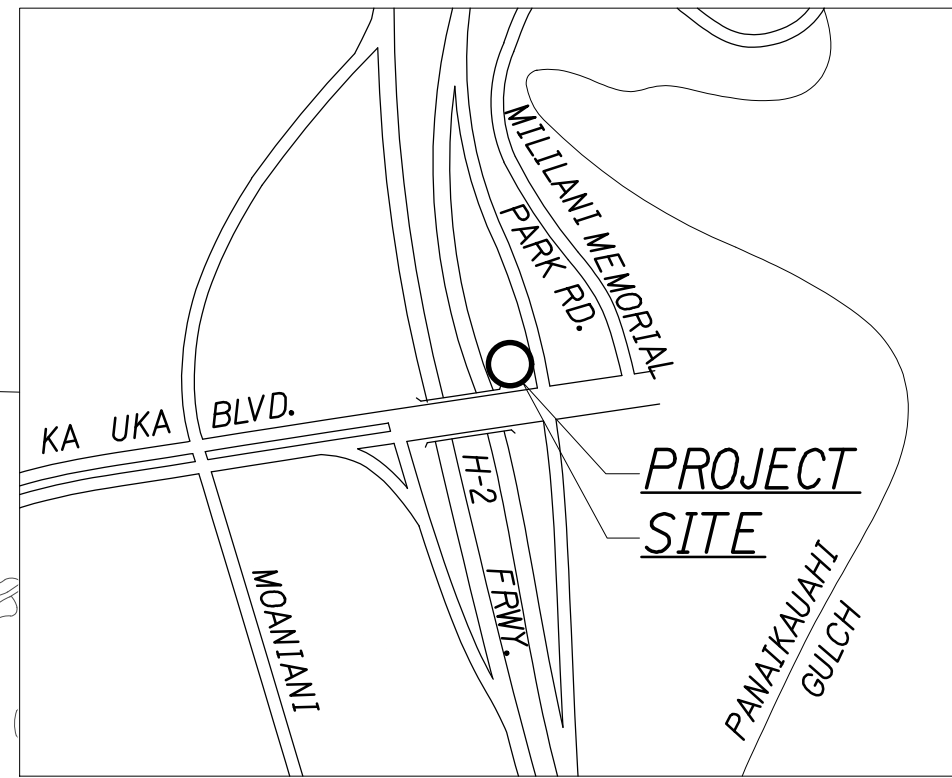 MILILANI MEMORIAL
PARK RD.
KA UKA BLVD.
H-2 FRWY.
PROJECT
SITE
MOANIANI
PANAIKAUAHI
GULCH